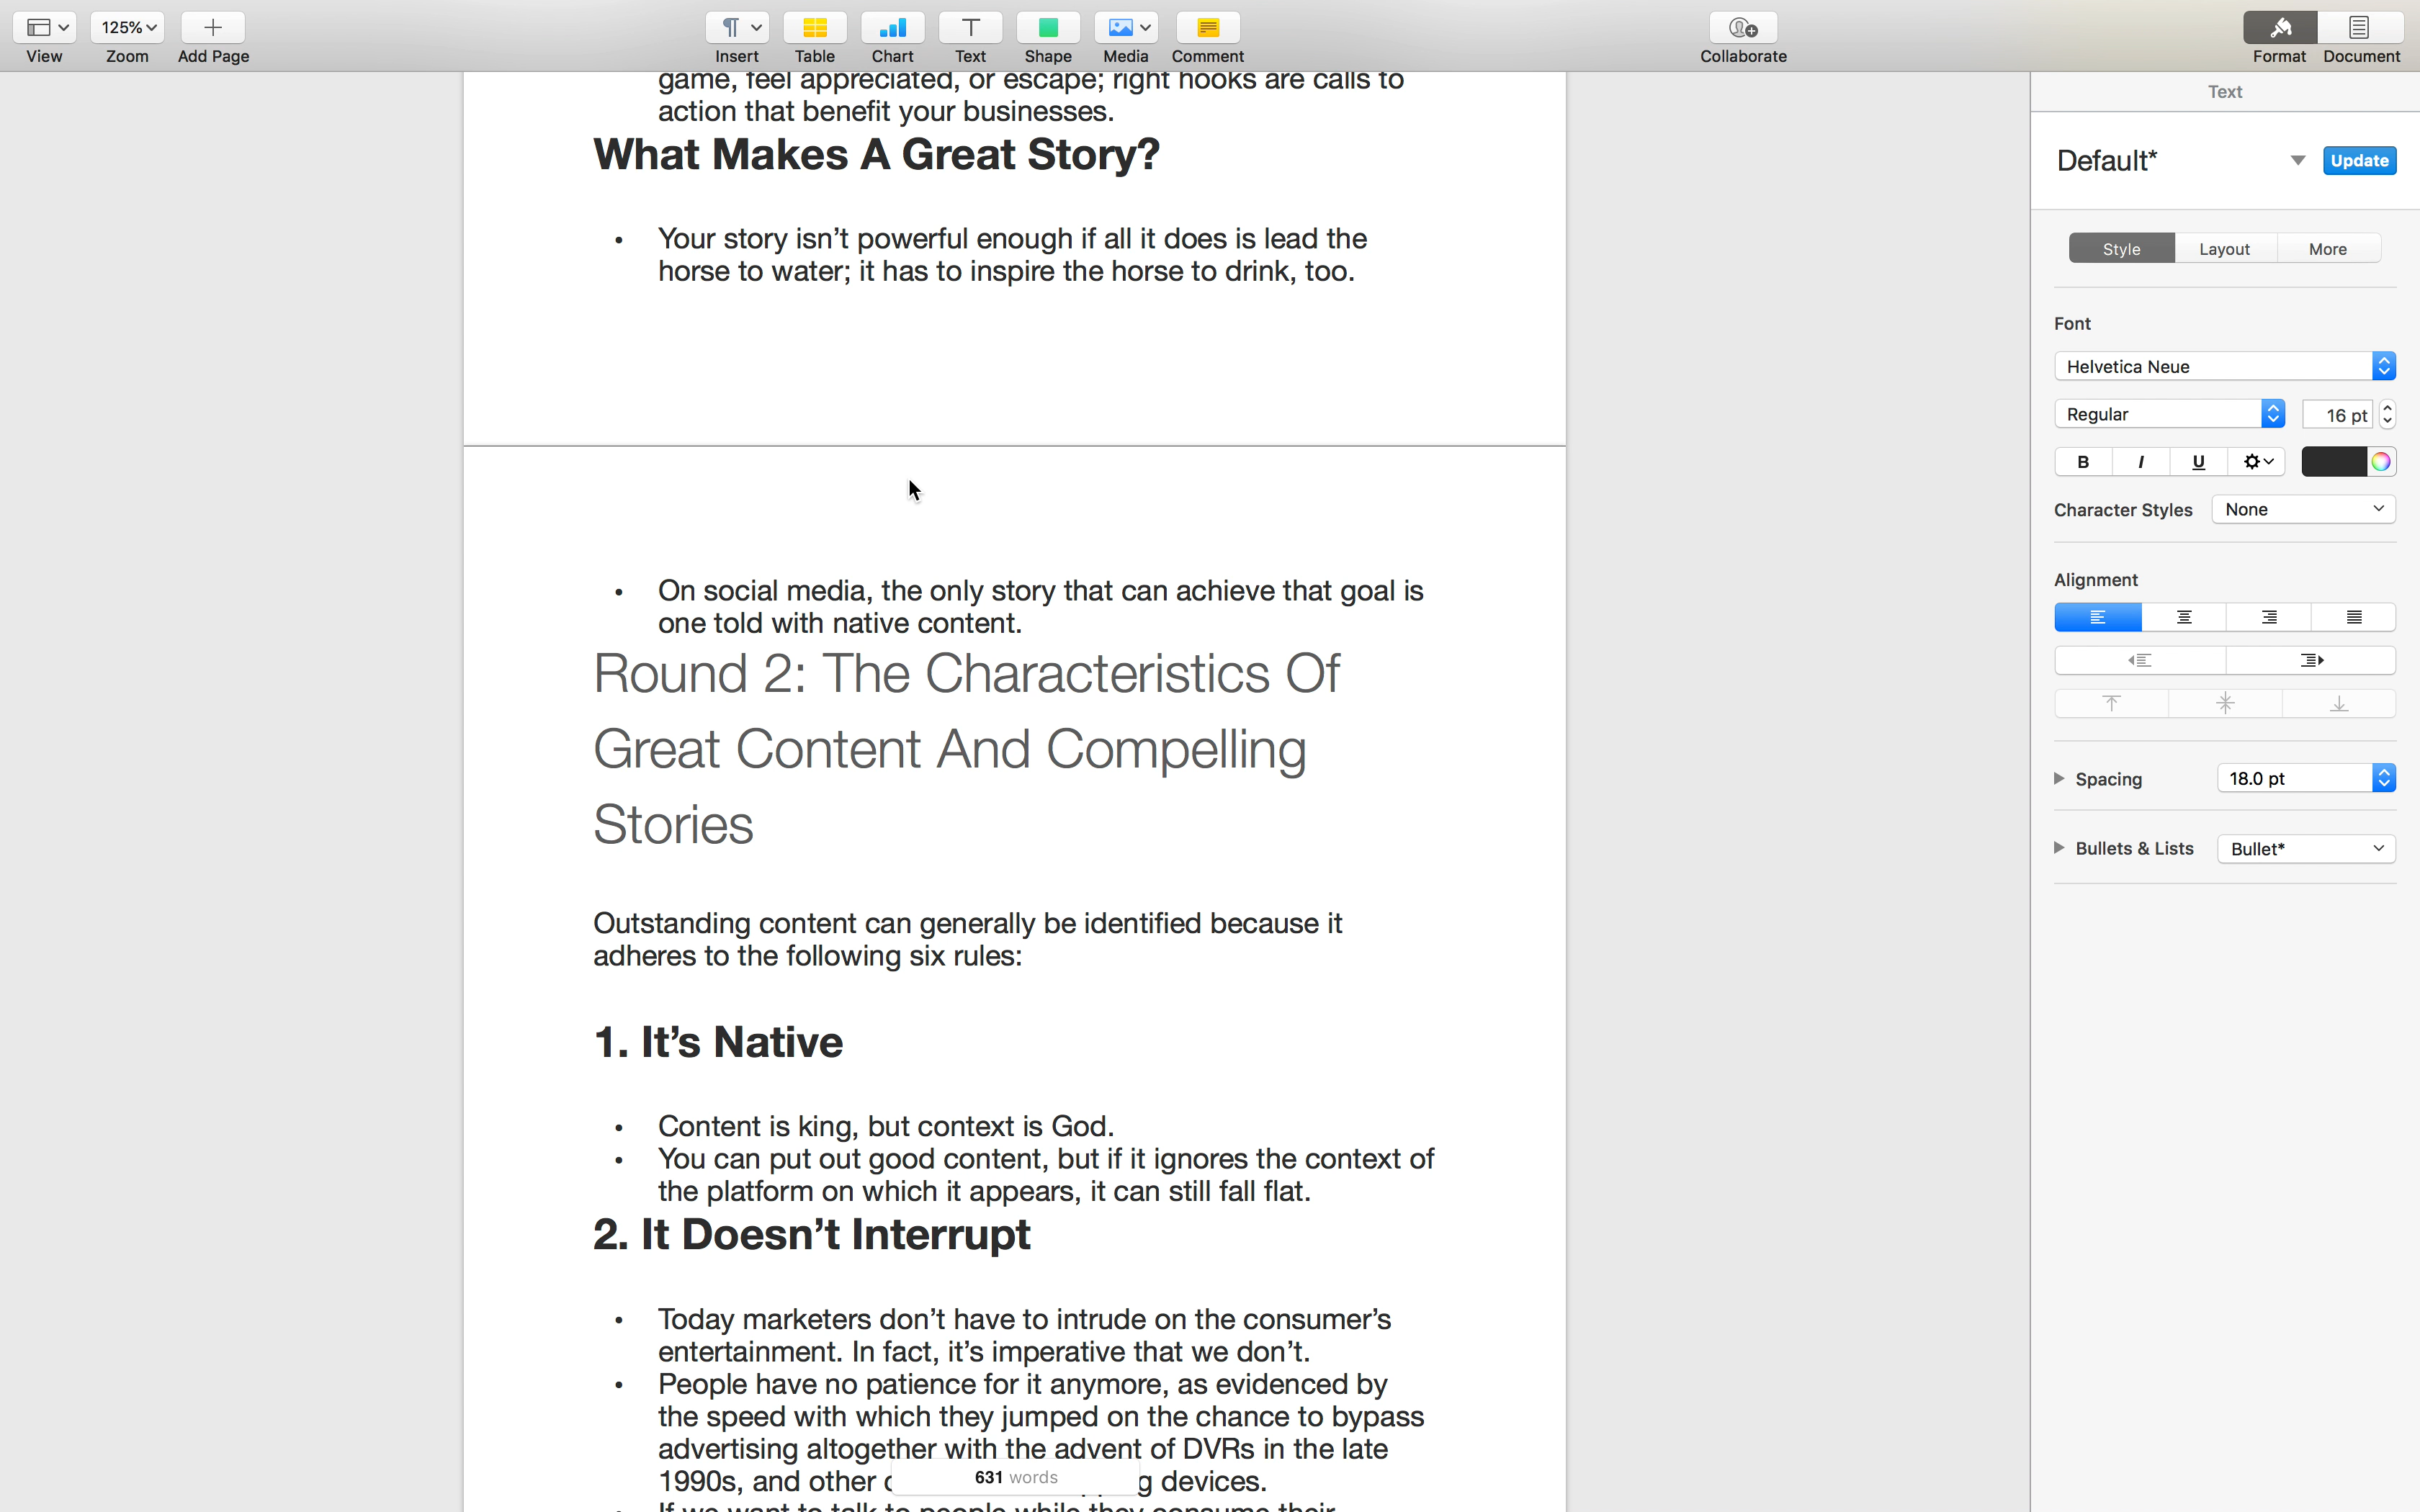 125%
View
Zoom
Add Page
Insert
Table
Chart
Text
Shape
Media
Comment
Collaborate
Format
Document
game, feel appreciated, or escape; right hooks are calls to
action that benefit your businesses.
What Makes A Great Story?
• Your story isn’t powerful enough if all it does is lead the
horse to water; it has to inspire the horse to drink, too.
• On social media, the only story that can achieve that goal is
one told with native content.
Round 2: The Characteristics Of
Great Content And Compelling
Stories
Outstanding content can generally be identified because it
adheres to the following six rules:
1. It’s Native
• Content is king, but context is God.
• You can put out good content, but if it ignores the context of
the platform on which it appears, it can still fall flat.
2. It Doesn’t Interrupt
• Today marketers don’t have to intrude on the consumer’s
entertainment. In fact, it’s imperative that we don’t.
• People have no patience for it anymore, as evidenced by
the speed with which they jumped on the chance to bypass
advertising altogether with the advent of DVRs in the late
1990s, and other devices.
If we want to talk to people while they consume their
631 words
Text
Default*
Update
Style
Layout
More
Font
Helvetica Neue
Regular
16 pt
B I U
Character Styles
None
Alignment
Spacing
18.0 pt
Bullets & Lists
Bullet*